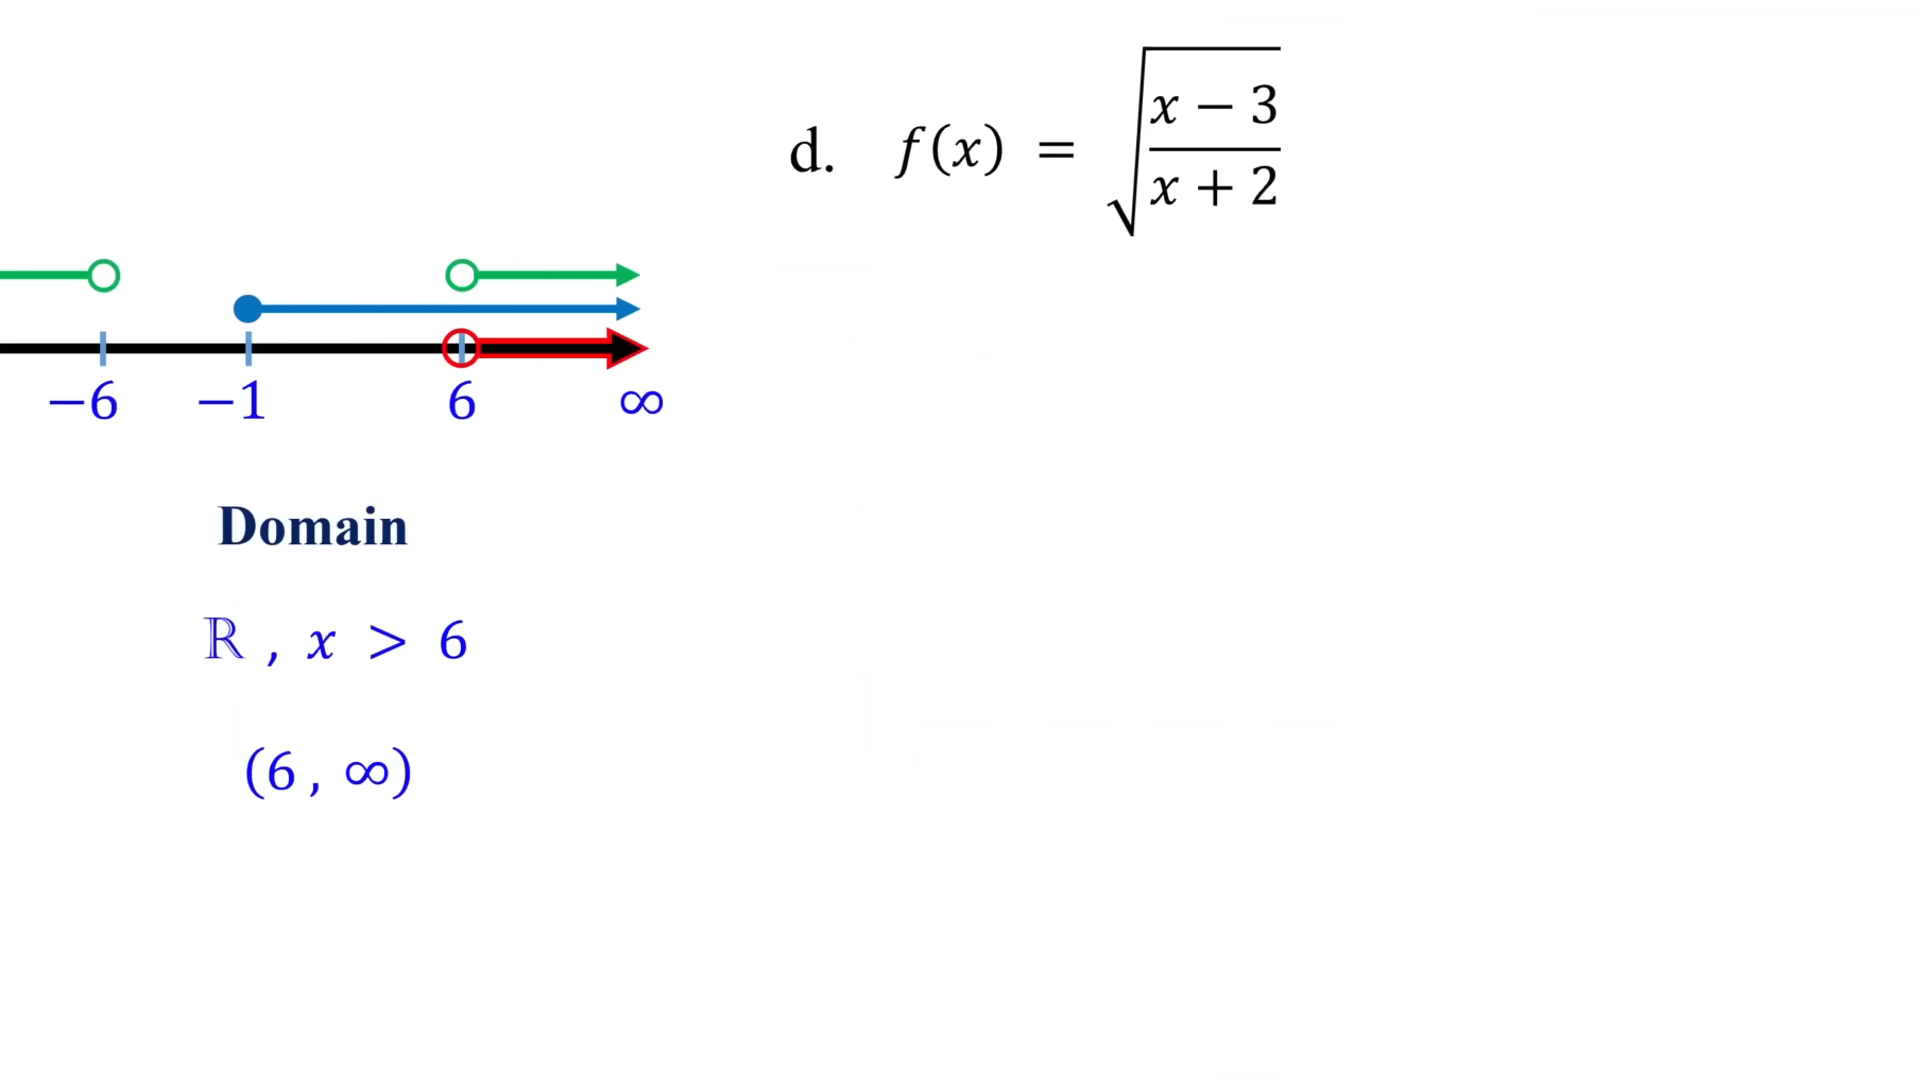 d. f(x) = √((x − 3)/(x + 2))
−6 −1 6 ∞
Domain
ℝ , x > 6
(6 , ∞)